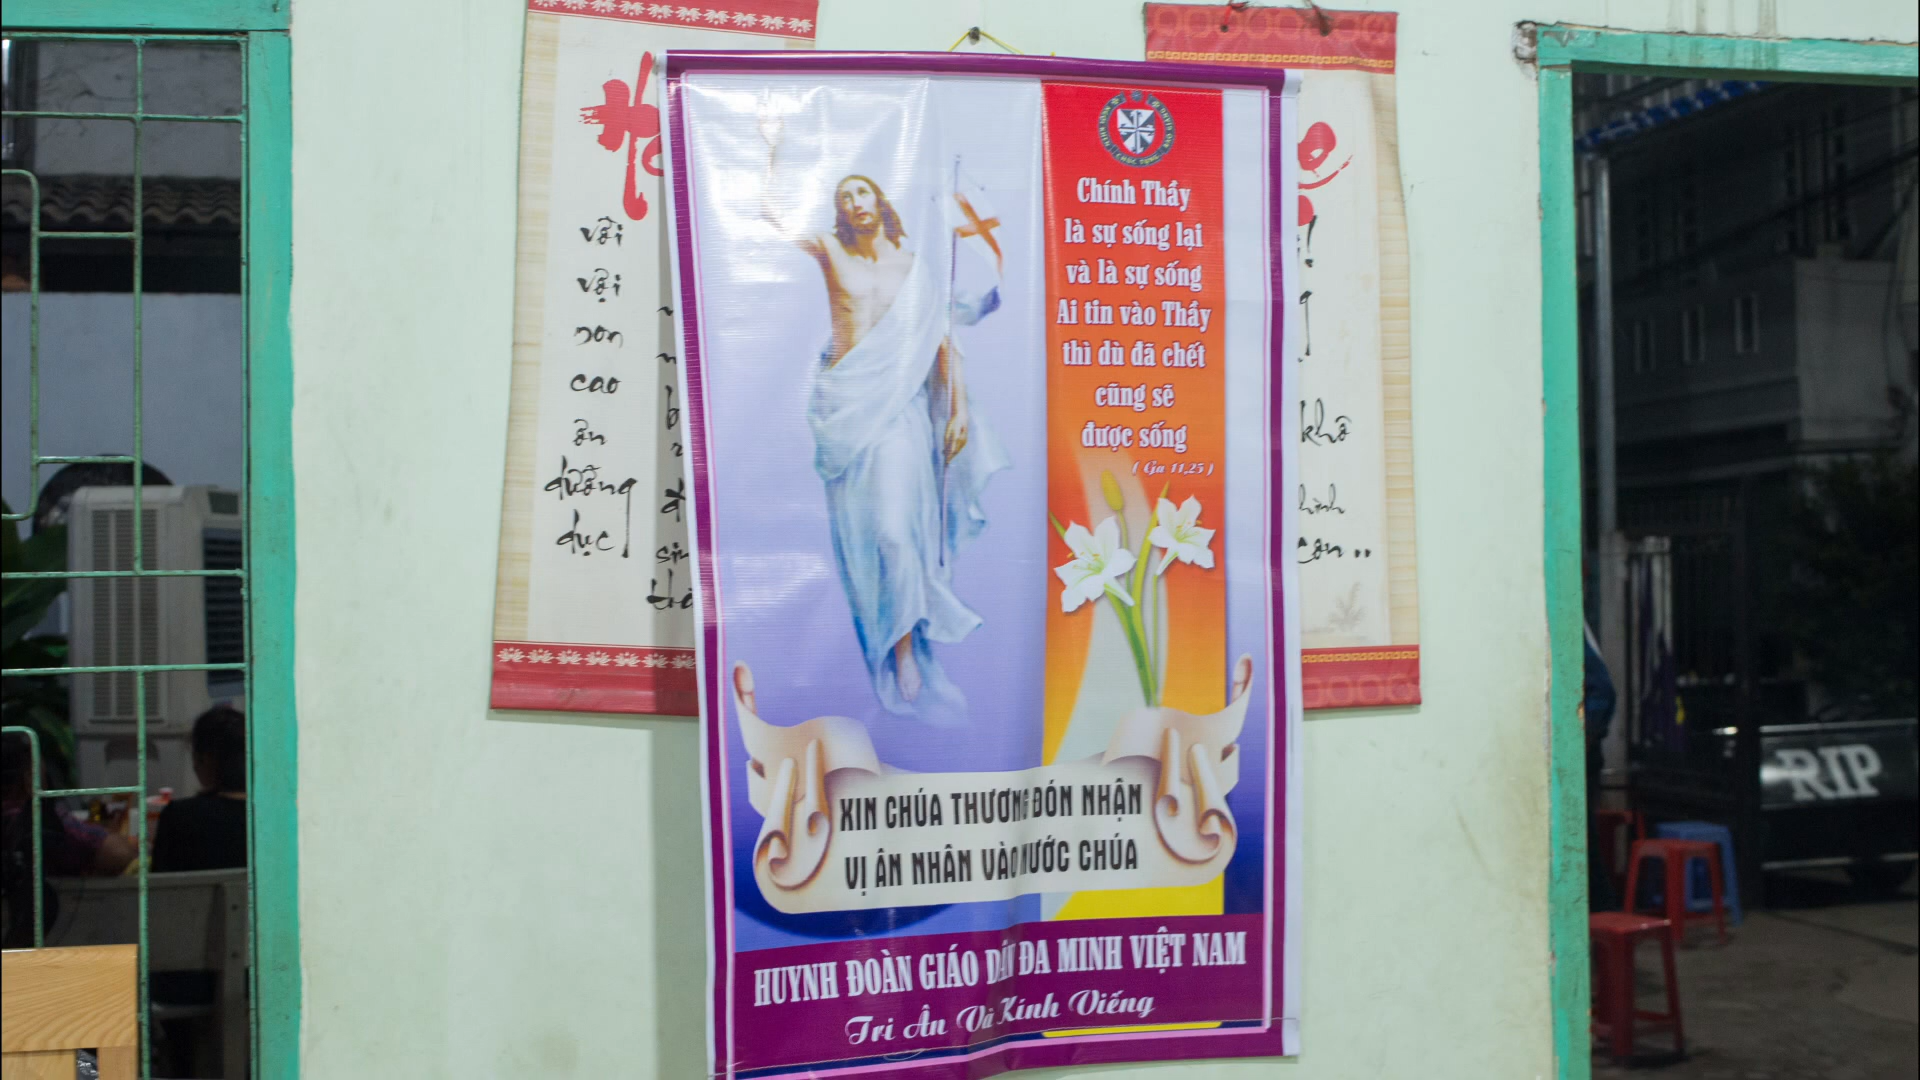 vời
vợi
non
cao
ơn
dưỡng
dục
Chính Thầy
là sự sống lại
và là sự sống
Ai tin vào Thầy
thì dù đã chết
cũng sẽ
được sống
( Ga 11,25 )
XIN CHÚA THƯƠNG ĐÓN NHẬN
VỊ ÂN NHÂN VÀO NƯỚC CHÚA
HUYNH ĐOÀN GIÁO DÂN ĐA MINH VIỆT NAM
Tri Ân Và Kính Viếng
khô
hình
con ..
RIP